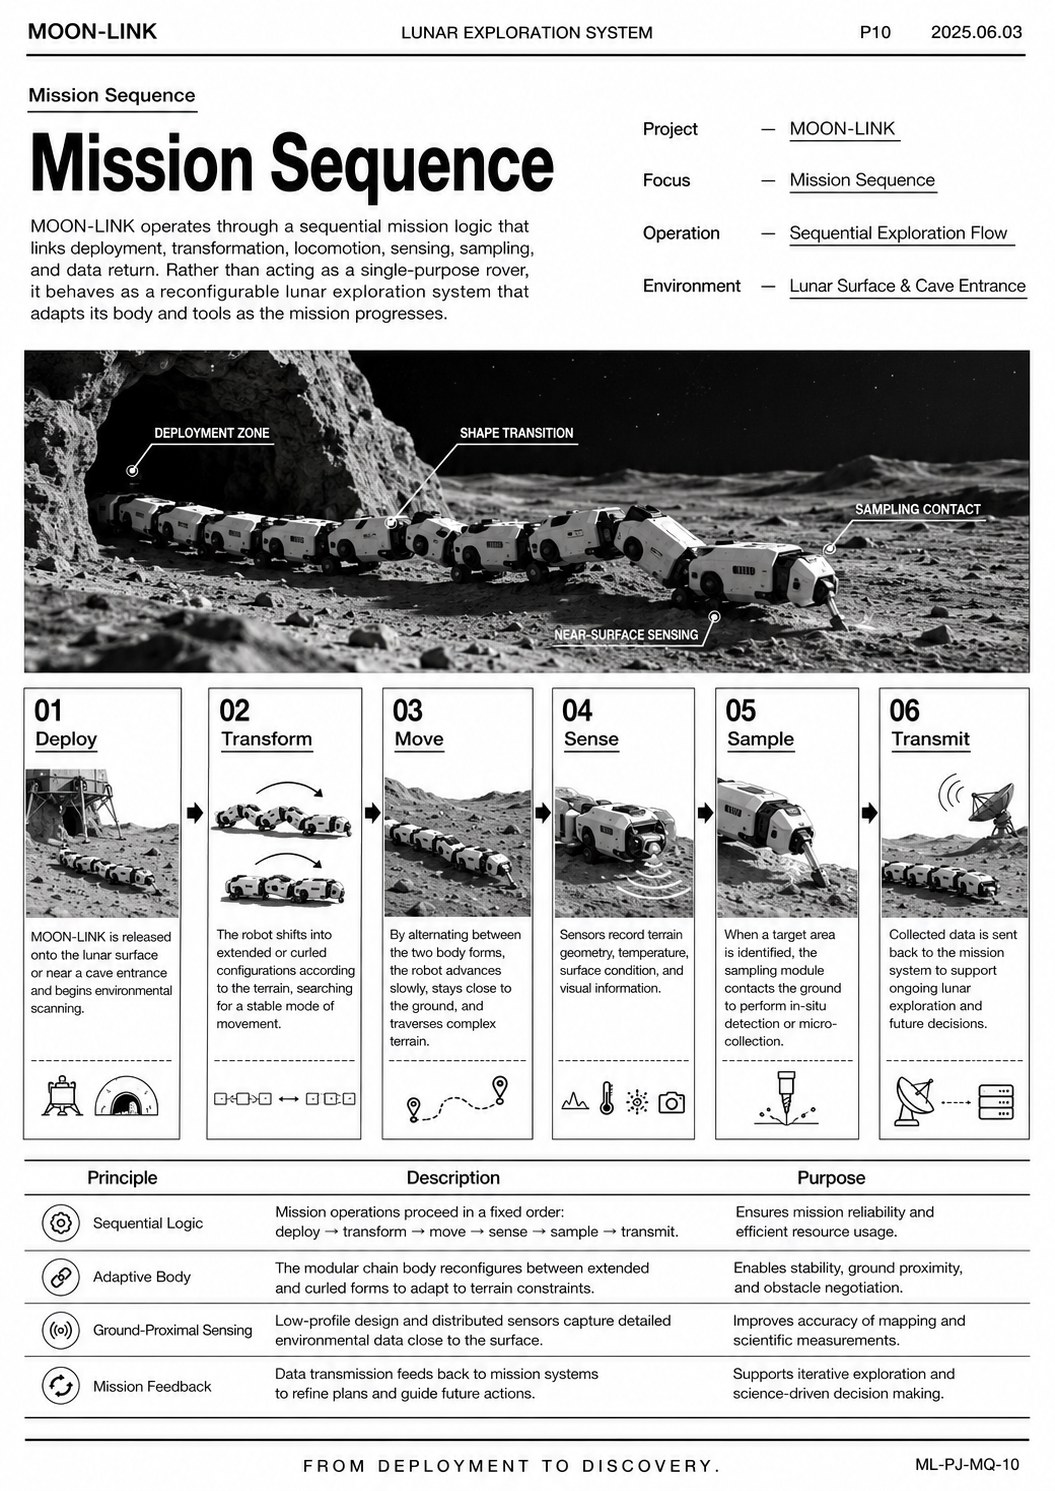 MOON-LINK
LUNAR EXPLORATION SYSTEM
P10
2025.06.03
Mission Sequence
Mission Sequence
MOON-LINK operates through a sequential mission logic that
links deployment, transformation, locomotion, sensing, sampling,
and data return. Rather than acting as a single-purpose rover,
it behaves as a reconfigurable lunar exploration system that
adapts its body and tools as the mission progresses.
Project — MOON-LINK
Focus — Mission Sequence
Operation — Sequential Exploration Flow
Environment — Lunar Surface & Cave Entrance
DEPLOYMENT ZONE
SHAPE TRANSITION
SAMPLING CONTACT
NEAR-SURFACE SENSING
01
Deploy
MOON-LINK is released
onto the lunar surface
or near a cave entrance
and begins environmental
scanning.
02
Transform
The robot shifts into
extended or curled
configurations according
to the terrain, searching
for a stable mode of
movement.
03
Move
By alternating between
the two body forms,
the robot advances
slowly, stays close to
the ground, and
traverses complex
terrain.
04
Sense
Sensors record terrain
geometry, temperature,
surface condition, and
visual information.
05
Sample
When a target area
is identified, the
sampling module
contacts the ground
to perform in-situ
detection or micro-
collection.
06
Transmit
Collected data is sent
back to the mission
system to support
ongoing lunar
exploration and
future decisions.
Principle
Description
Purpose
Sequential Logic
Mission operations proceed in a fixed order:
deploy → transform → move → sense → sample → transmit.
Ensures mission reliability and
efficient resource usage.
Adaptive Body
The modular chain body reconfigures between extended
and curled forms to adapt to terrain constraints.
Enables stability, ground proximity,
and obstacle negotiation.
Ground-Proximal Sensing
Low-profile design and distributed sensors capture detailed
environmental data close to the surface.
Improves accuracy of mapping and
scientific measurements.
Mission Feedback
Data transmission feeds back to mission systems
to refine plans and guide future actions.
Supports iterative exploration and
science-driven decision making.
FROM DEPLOYMENT TO DISCOVERY.
ML-PJ-MQ-10